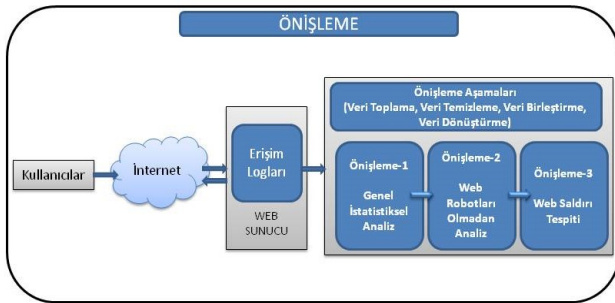 ÖNİŞLEME
Kullanıcılar
İnternet
Erişim
Logları
WEB
SUNUCU
Önişleme Aşamaları
(Veri Toplama, Veri Temizleme, Veri Birleştirme,
Veri Dönüştürme)
Önişleme-1
Genel
İstatistiksel
Analiz
Önişleme-2
Web
Robotları
Olmadan
Analiz
Önişleme-3
Web Saldırı
Tespiti